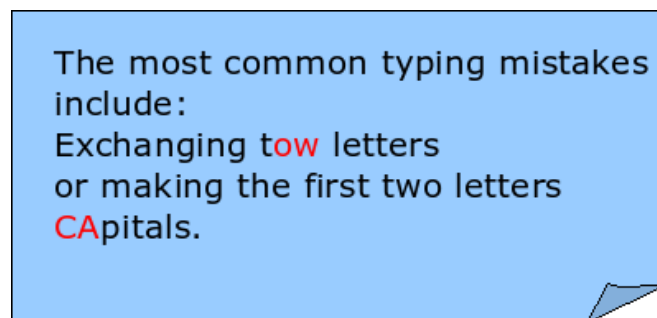 The most common typing mistakes
include:
Exchanging tow letters
or making the first two letters
CApitals.